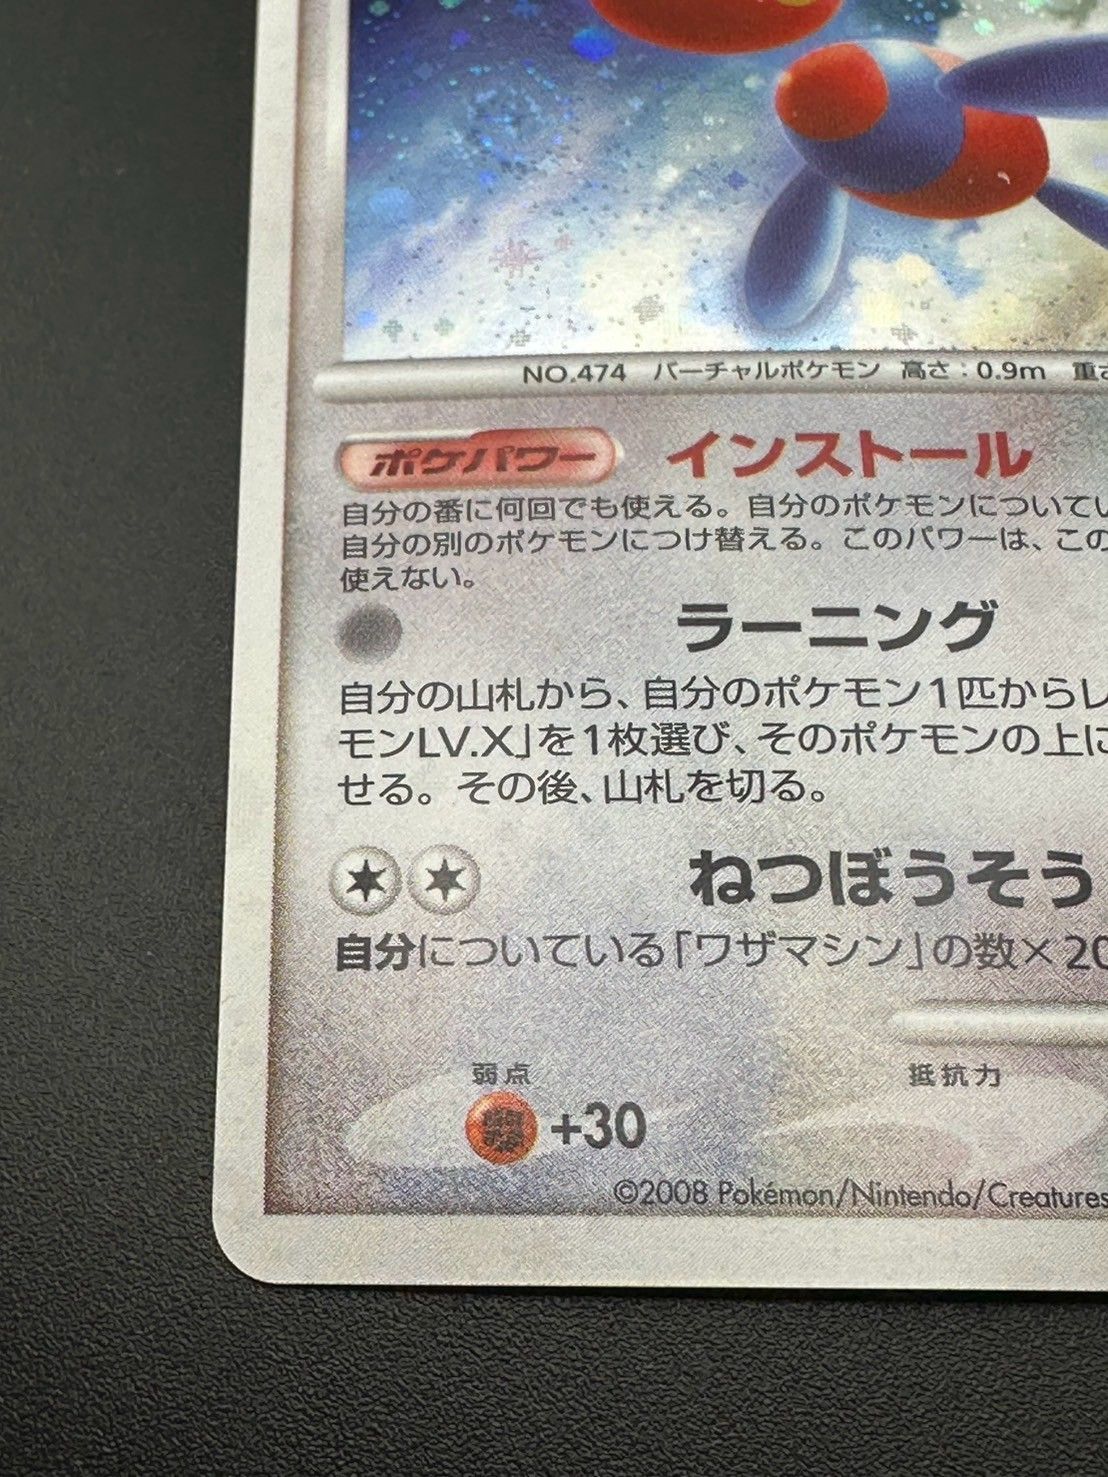 NO.474 バーチャルポケモン 高さ：0.9m 重さ
ポケパワー インストール
自分の番に何回でも使える。自分のポケモンについてい
自分の別のポケモンにつけ替える。このパワーは、この
使えない。
ラーニング
自分の山札から、自分のポケモン1匹からレ
モンLV.X」を1枚選び、そのポケモンの上に
せる。その後、山札を切る。
ねつぼうそう
自分についている「ワザマシン」の数×20
弱点 抵抗力
+30
©2008 Pokémon/Nintendo/Creatures